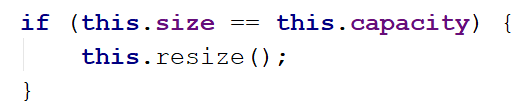 if (this.size == this.capacity) {
    this.resize();
}